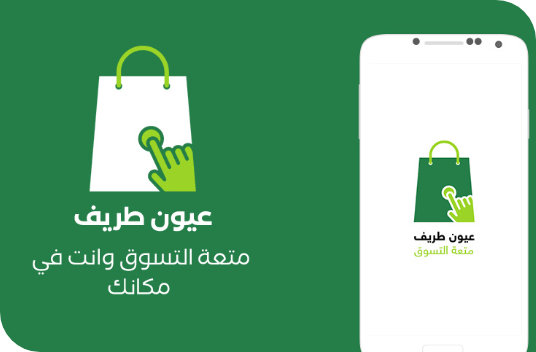 عيون طريف
متعة التسوق وانت في
مكانك
عيون طريف
متعة التسوق